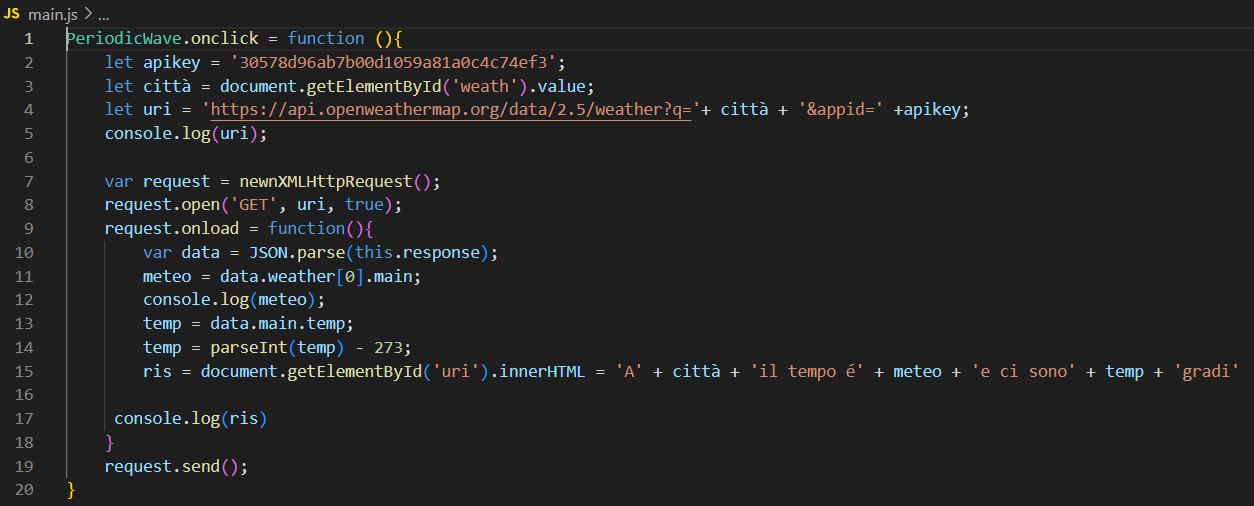 JS main.js > ...
1 PeriodicWave.onclick = function (){
2 let apikey = '30578d96ab7b00d1059a81a0c4c74ef3';
3 let città = document.getElementById('weath').value;
4 let uri = 'https://api.openweathermap.org/data/2.5/weather?q='+ città + '&appid=' +apikey;
5 console.log(uri);
6
7 var request = newnXMLHttpRequest();
8 request.open('GET', uri, true);
9 request.onload = function(){
10 var data = JSON.parse(this.response);
11 meteo = data.weather[0].main;
12 console.log(meteo);
13 temp = data.main.temp;
14 temp = parseInt(temp) - 273;
15 ris = document.getElementById('uri').innerHTML = 'A' + città + 'il tempo é' + meteo + 'e ci sono' + temp + 'gradi'
16
17 console.log(ris)
18 }
19 request.send();
20 }